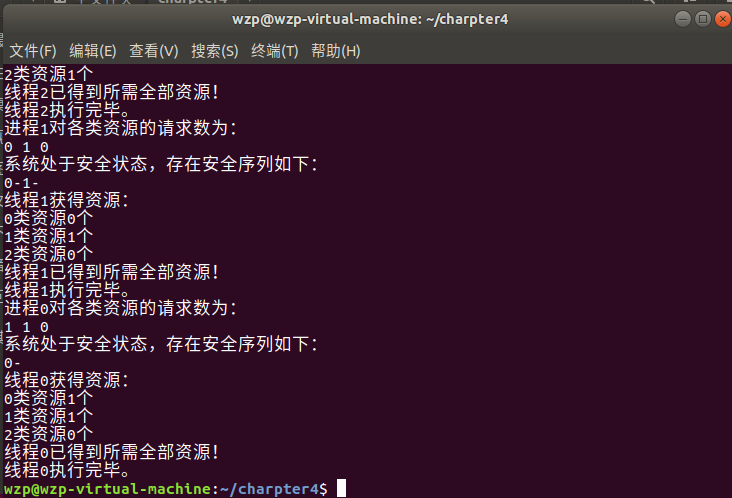 wzp@wzp-virtual-machine: ~/charpter4
文件(F) 编辑(E) 查看(V) 搜索(S) 终端(T) 帮助(H)
2类资源1个
线程2已得到所需全部资源!
线程2执行完毕。
进程1对各类资源的请求数为:
0 1 0
系统处于安全状态,存在安全序列如下:
0-1-
线程1获得资源:
0类资源0个
1类资源1个
2类资源0个
线程1已得到所需全部资源!
线程1执行完毕。
进程0对各类资源的请求数为:
1 1 0
系统处于安全状态,存在安全序列如下:
0-
线程0获得资源:
0类资源1个
1类资源1个
2类资源0个
线程0已得到所需全部资源!
线程0执行完毕。
wzp@wzp-virtual-machine:~/charpter4$